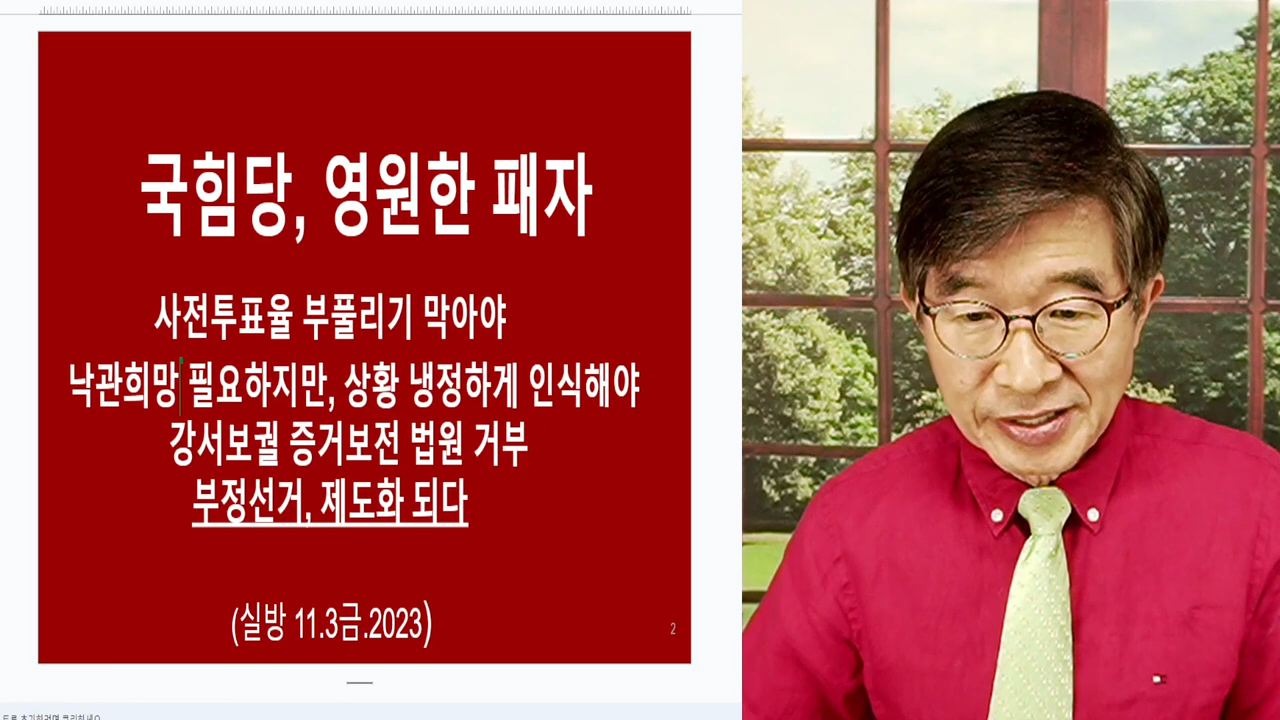 국힘당, 영원한 패자
사전투표율 부풀리기 막아야
낙관희망 필요하지만, 상황 냉정하게 인식해야
강서보궐 증거보전 법원 거부
부정선거, 제도화 되다
(실방 11.3금.2023)
2